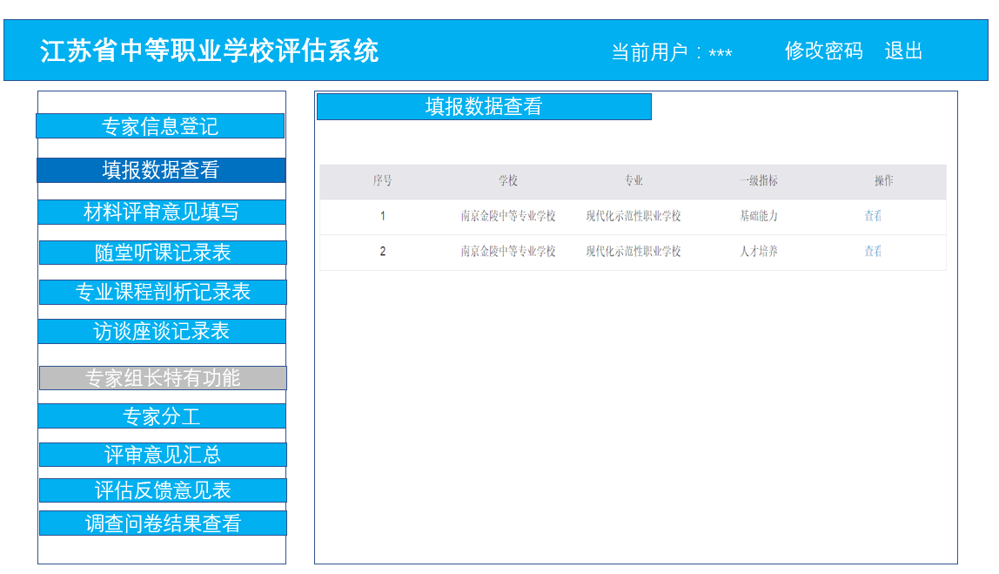 江苏省中等职业学校评估系统
当前用户：***
修改密码
退出
专家信息登记
填报数据查看
材料评审意见填写
随堂听课记录表
专业课程剖析记录表
访谈座谈记录表
专家组长特有功能
专家分工
评审意见汇总
评估反馈意见表
调查问卷结果查看
填报数据查看
序号 学校 专业 一级指标 操作
1 南京金陵中等专业学校 现代化示范性职业学校 基础能力 查看
2 南京金陵中等专业学校 现代化示范性职业学校 人才培养 查看